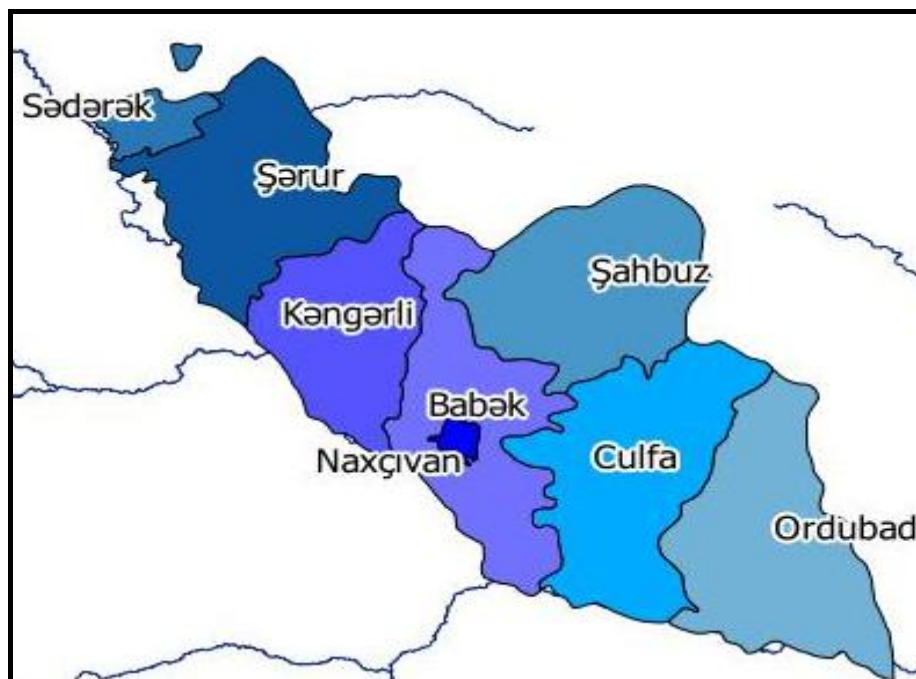 Sədərək
Şərur
Şahbuz
Kəngərli
Babək
Naxçıvan
Culfa
Ordubad